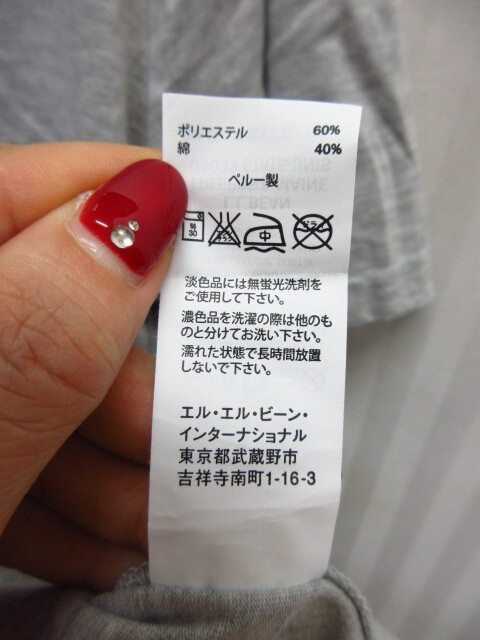 ポリエステル 60%
綿 40%
ペルー製
弱
30
中
ドライ
淡色品には無蛍光洗剤を
ご使用して下さい。
濃色品を洗濯の際は他のも
のと分けてお洗い下さい。
濡れた状態で長時間放置
しないで下さい。
エル・エル・ビーン・
インターナショナル
東京都武蔵野市
吉祥寺南町1-16-3